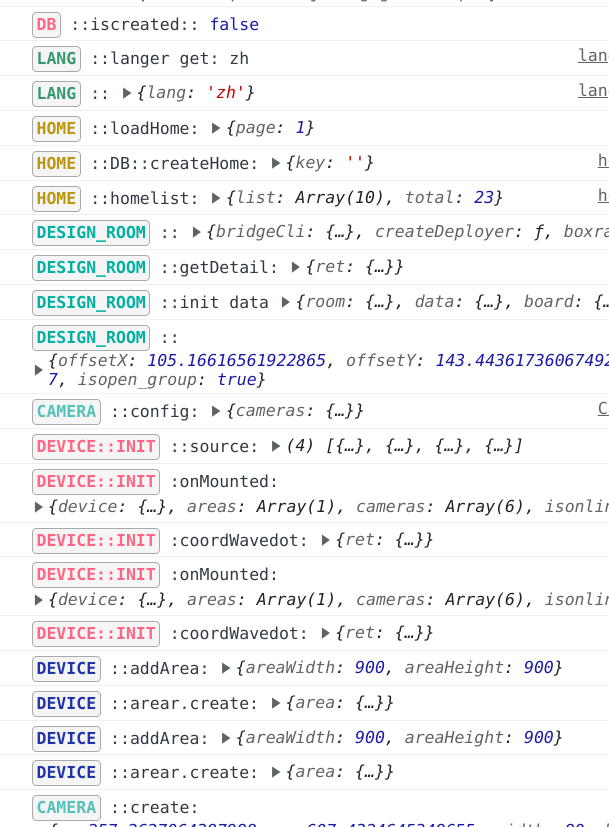 DB ::iscreated:: false
LANG ::langer get: zh lang
LANG :: ▶{lang: 'zh'} lang
HOME ::loadHome: ▶{page: 1}
HOME ::DB::createHome: ▶{key: ''} h
HOME ::homelist: ▶{list: Array(10), total: 23} h
DESIGN_ROOM :: ▶{bridgeCli: {…}, createDeployer: ƒ, boxra
DESIGN_ROOM ::getDetail: ▶{ret: {…}}
DESIGN_ROOM ::init data ▶{room: {…}, data: {…}, board: {…
DESIGN_ROOM ::
▶{offsetX: 105.16616561922865, offsetY: 143.44361736067492
7, isopen_group: true}
CAMERA ::config: ▶{cameras: {…}} C
DEVICE::INIT ::source: ▶(4) [{…}, {…}, {…}, {…}]
DEVICE::INIT :onMounted:
▶{device: {…}, areas: Array(1), cameras: Array(6), isonlin
DEVICE::INIT :coordWavedot: ▶{ret: {…}}
DEVICE::INIT :onMounted:
▶{device: {…}, areas: Array(1), cameras: Array(6), isonlin
DEVICE::INIT :coordWavedot: ▶{ret: {…}}
DEVICE ::addArea: ▶{areaWidth: 900, areaHeight: 900}
DEVICE ::arear.create: ▶{area: {…}}
DEVICE ::addArea: ▶{areaWidth: 900, areaHeight: 900}
DEVICE ::arear.create: ▶{area: {…}}
CAMERA ::create: